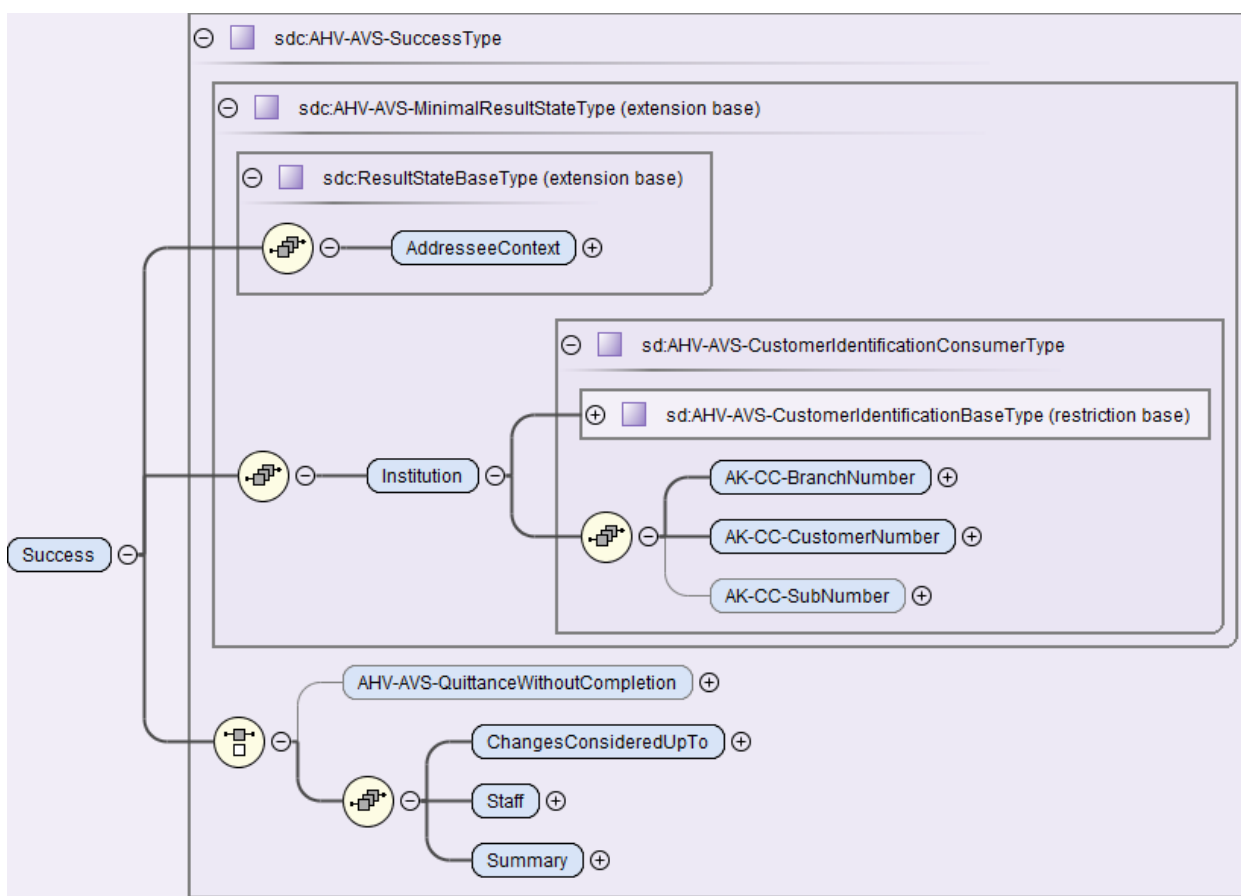 sdc:AHV-AVS-SuccessType
sdc:AHV-AVS-MinimalResultStateType (extension base)
sdc:ResultStateBaseType (extension base)
AddresseeContext
sd:AHV-AVS-CustomerIdentificationConsumerType
sd:AHV-AVS-CustomerIdentificationBaseType (restriction base)
Institution
AK-CC-BranchNumber
AK-CC-CustomerNumber
Success
AK-CC-SubNumber
AHV-AVS-QuittanceWithoutCompletion
ChangesConsideredUpTo
Staff
Summary